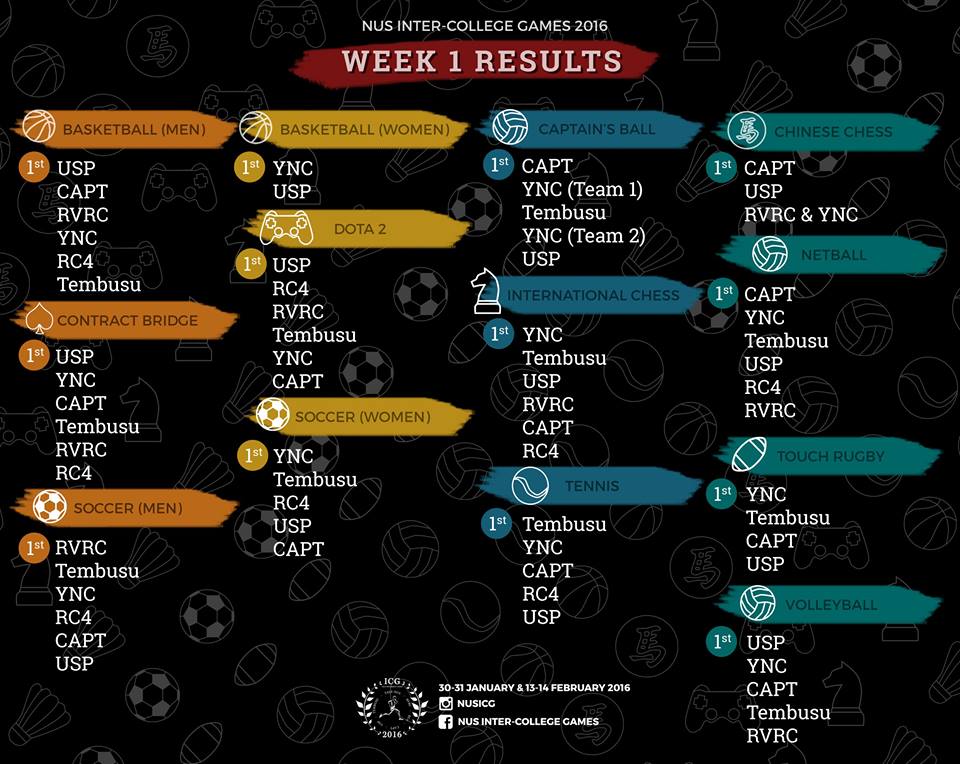 NUS INTER-COLLEGE GAMES 2016
WEEK 1 RESULTS
BASKETBALL (MEN)
1st USP
CAPT
RVRC
YNC
RC4
Tembusu
CONTRACT BRIDGE
1st USP
YNC
CAPT
Tembusu
RVRC
RC4
SOCCER (MEN)
1st RVRC
Tembusu
YNC
RC4
CAPT
USP
BASKETBALL (WOMEN)
1st YNC
USP
DOTA 2
1st USP
RC4
RVRC
Tembusu
YNC
CAPT
SOCCER (WOMEN)
1st YNC
Tembusu
RC4
USP
CAPT
CAPTAIN'S BALL
1st CAPT
YNC (Team 1)
Tembusu
YNC (Team 2)
USP
INTERNATIONAL CHESS
1st YNC
Tembusu
USP
RVRC
CAPT
RC4
TENNIS
1st Tembusu
YNC
CAPT
RC4
USP
馬 CHINESE CHESS
1st CAPT
USP
RVRC & YNC
NETBALL
1st CAPT
YNC
Tembusu
USP
RC4
RVRC
TOUCH RUGBY
1st YNC
Tembusu
CAPT
USP
VOLLEYBALL
1st USP
YNC
CAPT
Tembusu
RVRC
ICG
2016
30-31 JANUARY & 13-14 FEBRUARY 2016
NUSICG
NUS INTER-COLLEGE GAMES